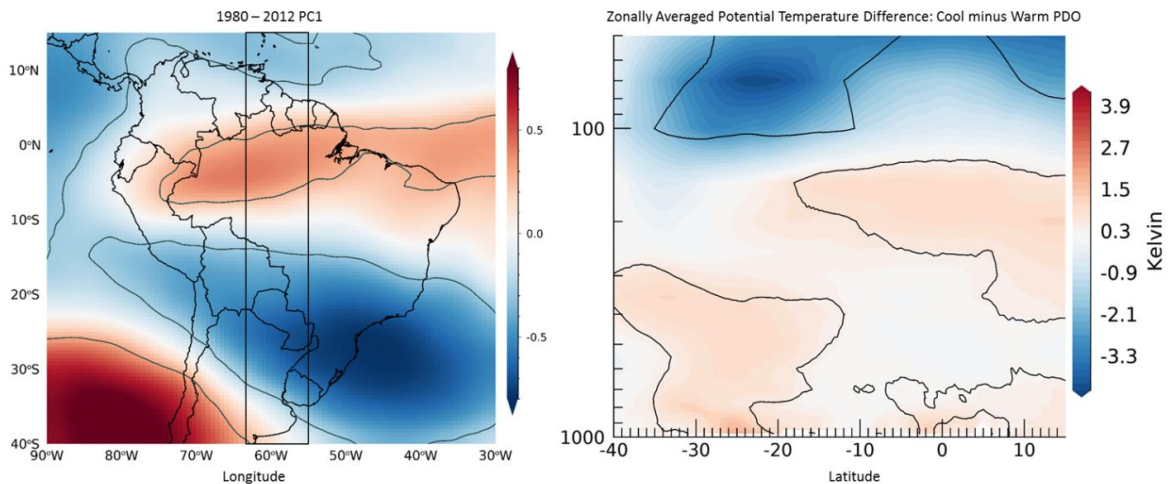 1980 – 2012 PC1
10°N
0°N
10°S
20°S
30°S
40°S
90°W 80°W 70°W 60°W 50°W 40°W 30°W
Longitude
0.5
0.0
-0.5
Zonally Averaged Potential Temperature Difference: Cool minus Warm PDO
100
1000
-40 -30 -20 -10 0 10
Latitude
3.9
2.7
1.5
0.3
-0.9
-2.1
-3.3
Kelvin